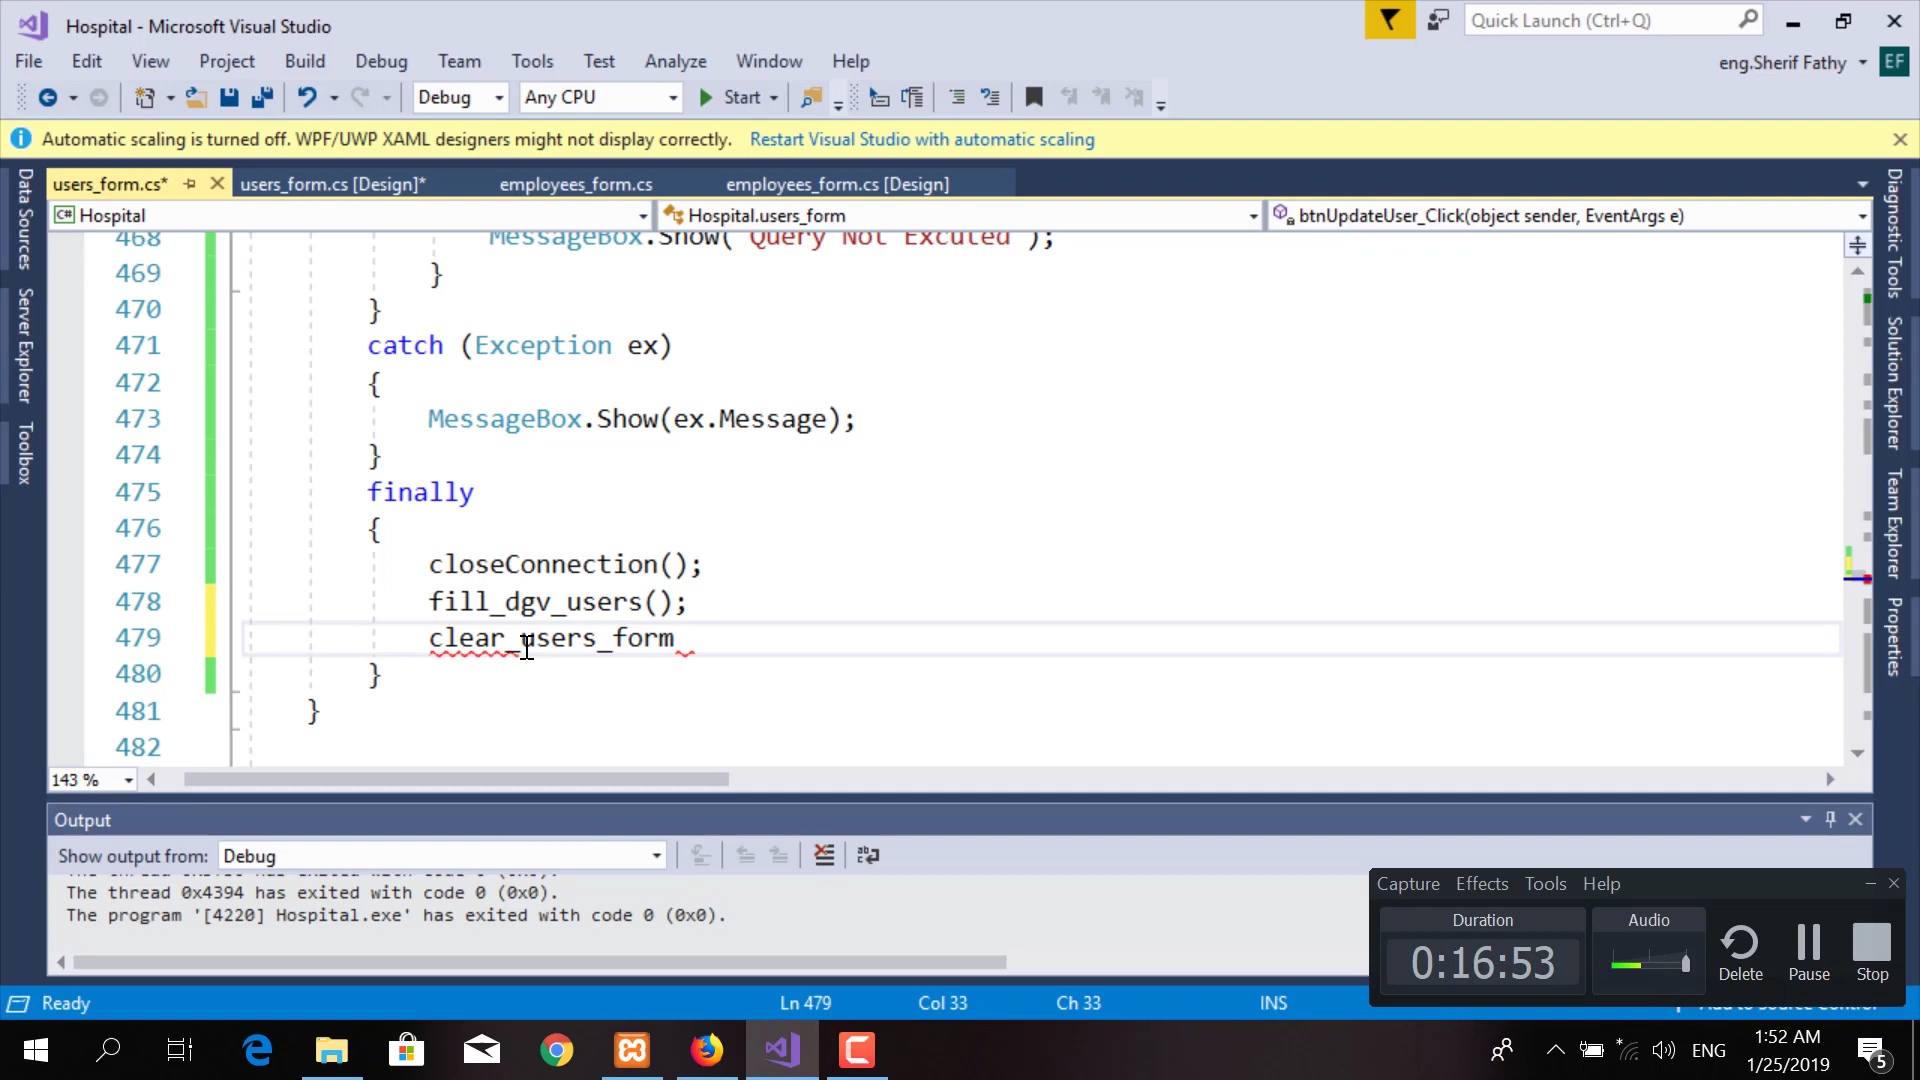 Hospital - Microsoft Visual Studio
Quick Launch (Ctrl+Q)
File Edit View Project Build Debug Team Tools Test Analyze Window Help
eng.Sherif Fathy EF
Debug Any CPU Start
Automatic scaling is turned off. WPF/UWP XAML designers might not display correctly. Restart Visual Studio with automatic scaling
users_form.cs* users_form.cs [Design]* employees_form.cs employees_form.cs [Design]
C# Hospital Hospital.users_form btnUpdateUser_Click(object sender, EventArgs e)
Data Sources
Server Explorer
Toolbox
Diagnostic Tools
Solution Explorer
Team Explorer
Properties
468 MessageBox.Show("Query Not Excuted");
469 }
470 }
471 catch (Exception ex)
472 {
473 MessageBox.Show(ex.Message);
474 }
475 finally
476 {
477 closeConnection();
478 fill_dgv_users();
479 clear_users_form
480 }
481 }
482
143 %
Output
Show output from: Debug
The thread 0x4394 has exited with code 0 (0x0).
The program '[4220] Hospital.exe' has exited with code 0 (0x0).
Capture Effects Tools Help
Duration
0:16:53
Audio
Delete Pause Stop
Ready Ln 479 Col 33 Ch 33 INS
ENG
1:52 AM
1/25/2019
5